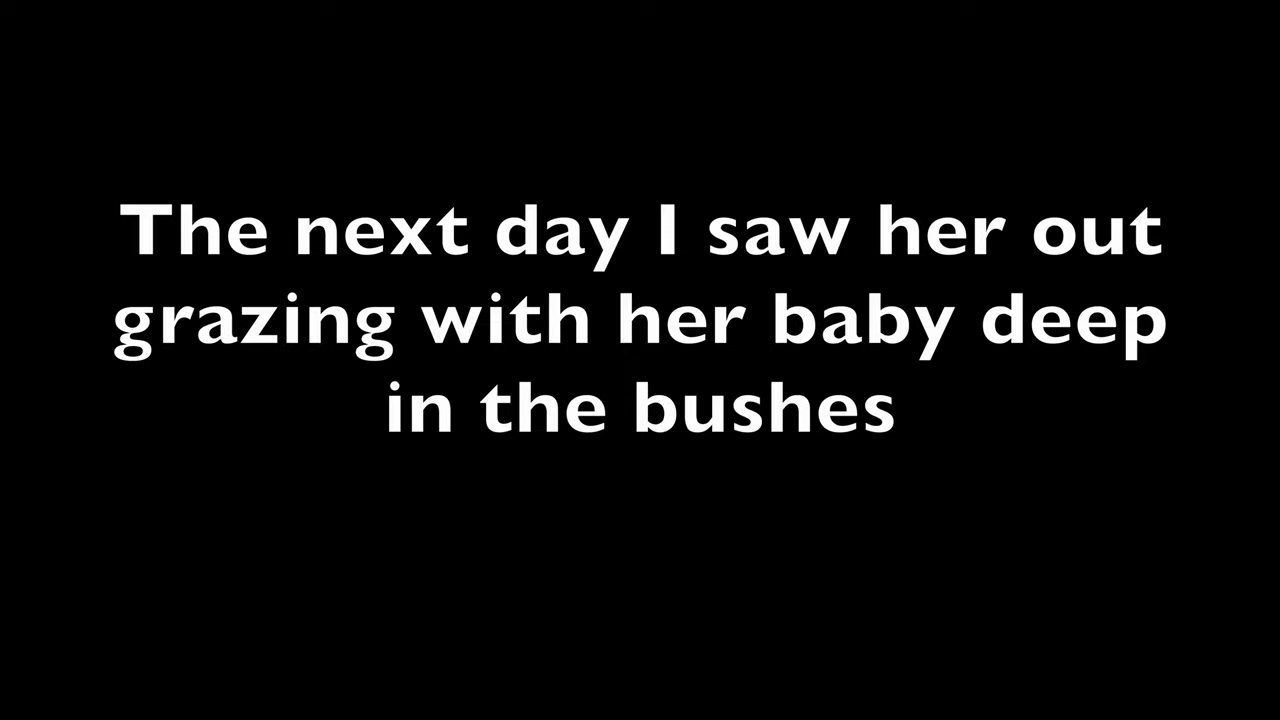 The next day I saw her out
grazing with her baby deep
in the bushes